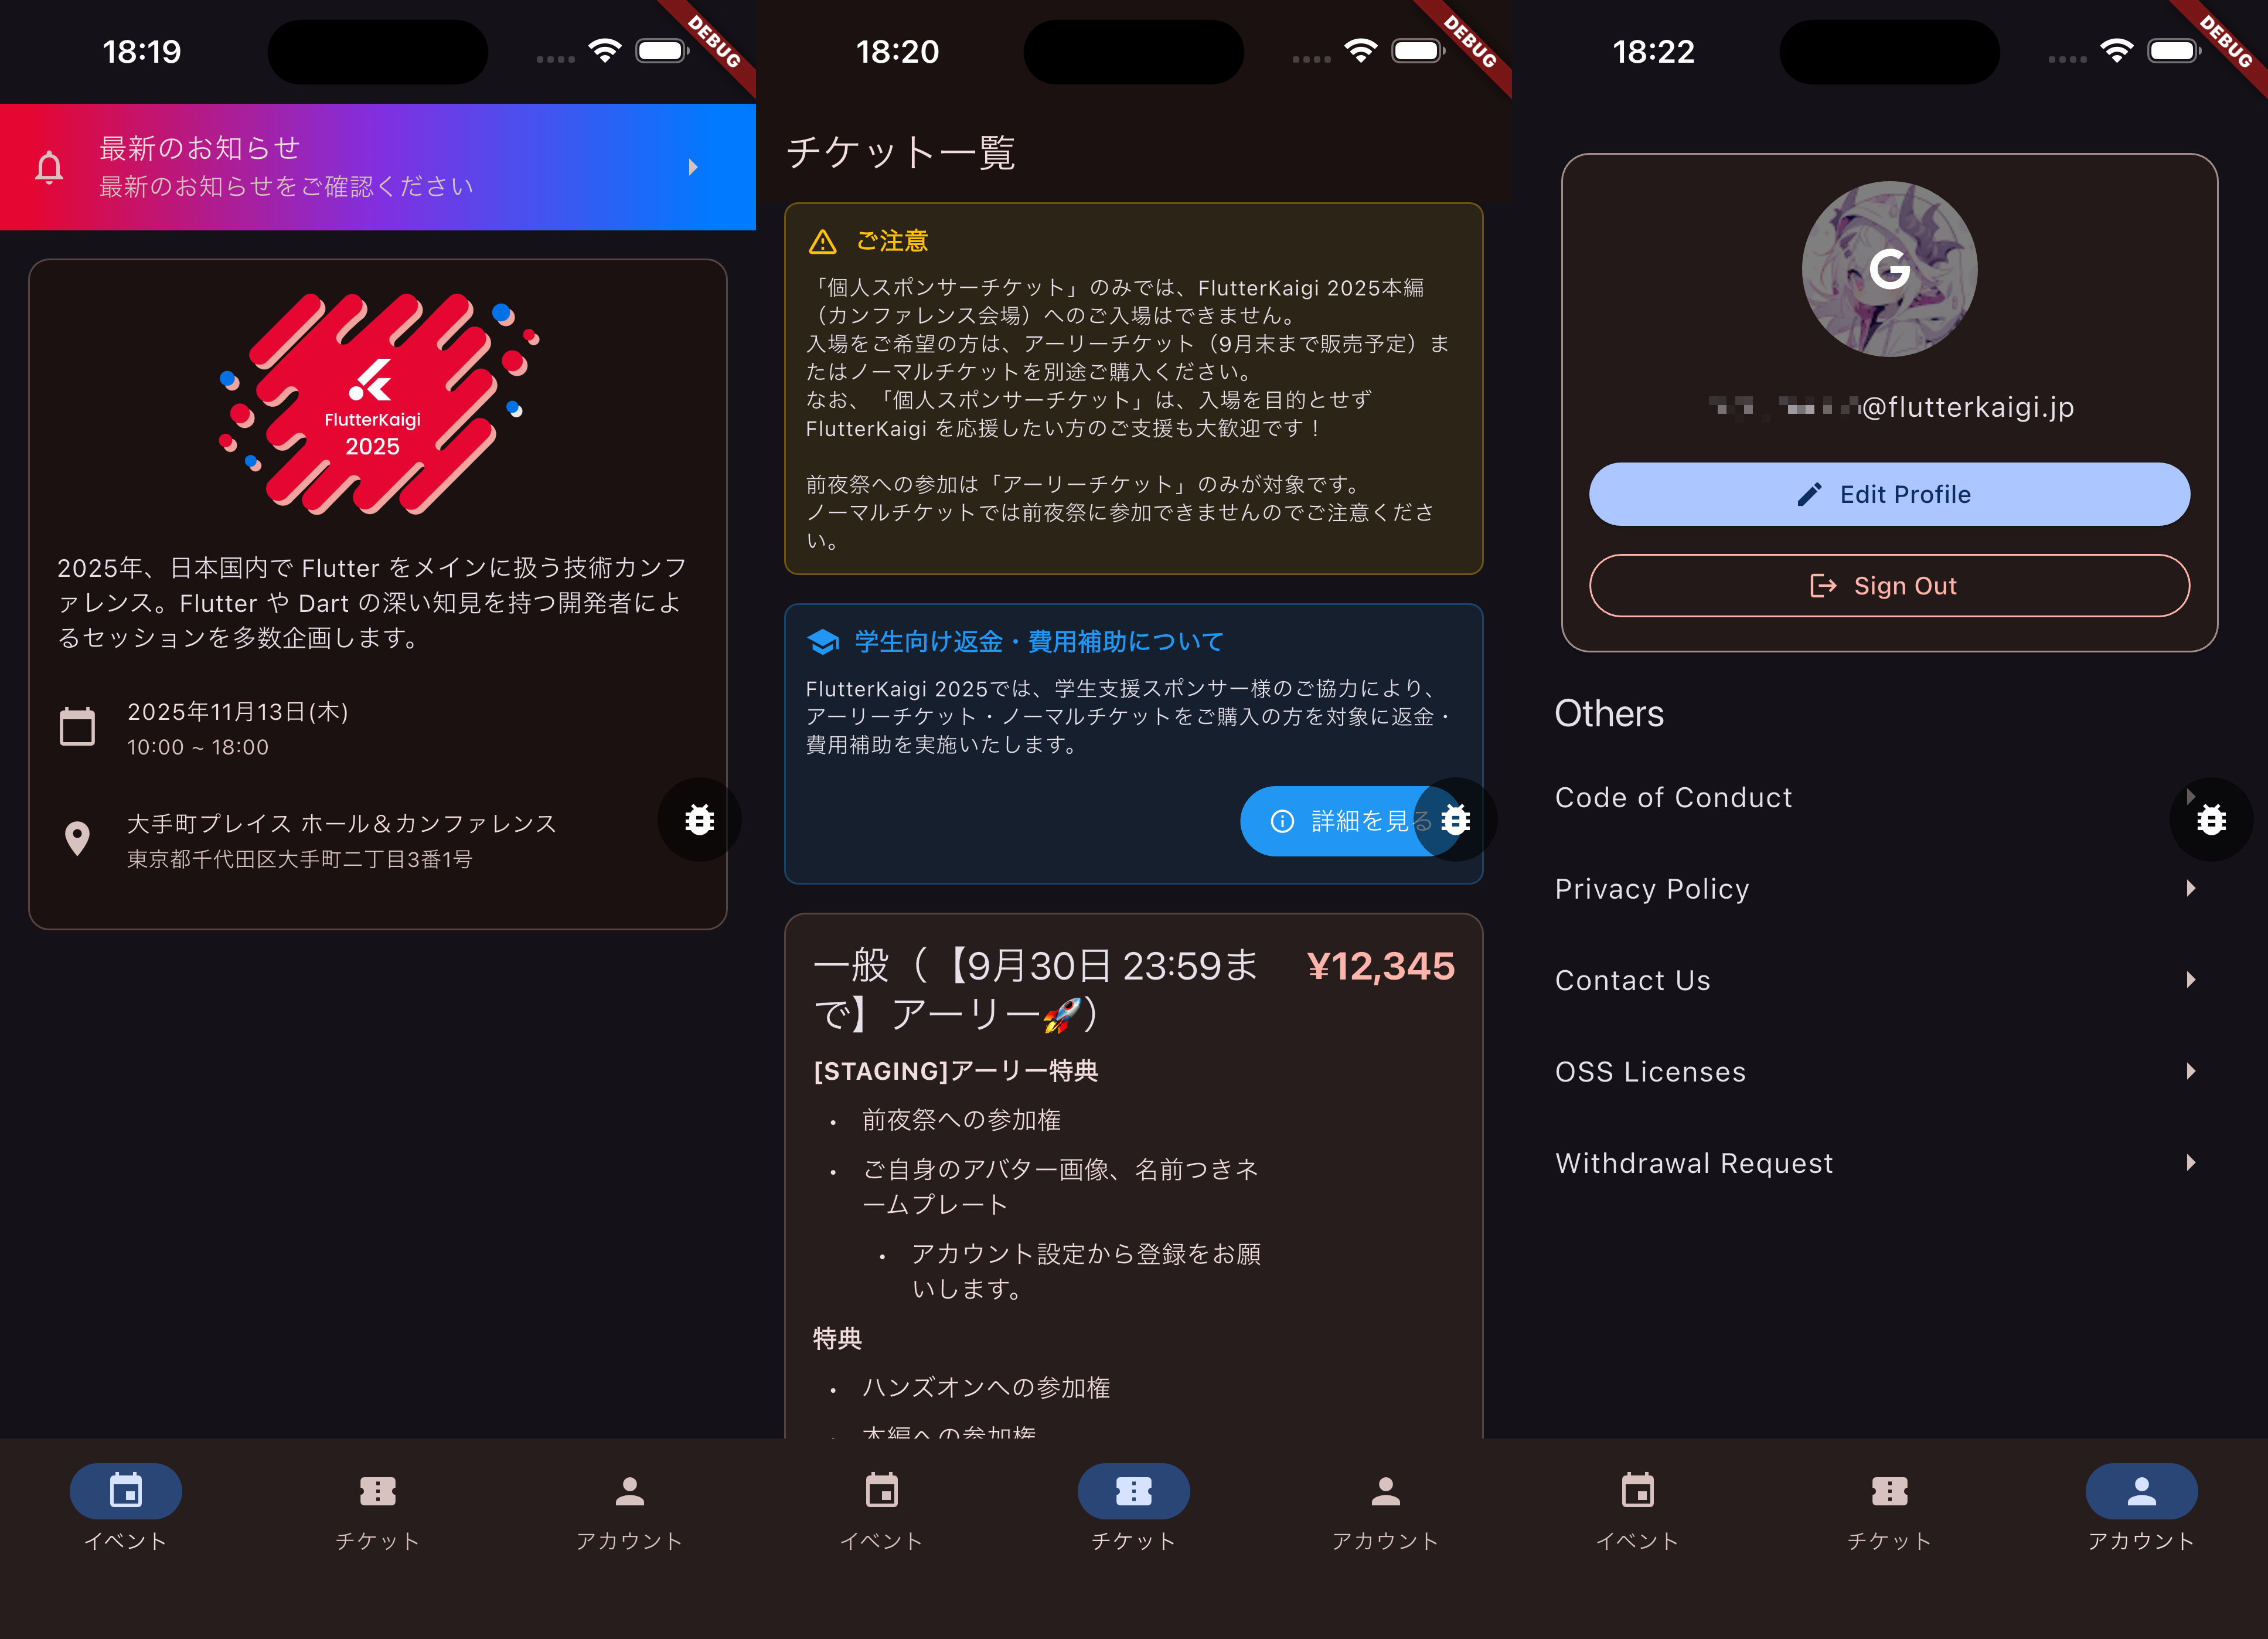 18:19
DEBUG
最新のお知らせ
最新のお知らせをご確認ください
FlutterKaigi
2025
2025年、日本国内で Flutter をメインに扱う技術カンフ
ァレンス。Flutter や Dart の深い知見を持つ開発者によ
るセッションを多数企画します。
2025年11月13日(木)
10:00 ~ 18:00
大手町プレイス ホール＆カンファレンス
東京都千代田区大手町二丁目3番1号
イベント
チケット
アカウント
18:20
DEBUG
チケット一覧
ご注意
「個人スポンサーチケット」のみでは、FlutterKaigi 2025本編
（カンファレンス会場）へのご入場はできません。
入場をご希望の方は、アーリーチケット（9月末まで販売予定）ま
たはノーマルチケットを別途ご購入ください。
なお、「個人スポンサーチケット」は、入場を目的とせず
FlutterKaigi を応援したい方のご支援も大歓迎です！
前夜祭への参加は「アーリーチケット」のみが対象です。
ノーマルチケットでは前夜祭に参加できませんのでご注意くださ
い。
学生向け返金・費用補助について
FlutterKaigi 2025では、学生支援スポンサー様のご協力により、
アーリーチケット・ノーマルチケットをご購入の方を対象に返金・
費用補助を実施いたします。
詳細を見る
一般（【9月30日 23:59ま
で】アーリー🚀）
¥12,345
[STAGING]アーリー特典
• 前夜祭への参加権
• ご自身のアバター画像、名前つきネ
ームプレート
• アカウント設定から登録をお願
いします。
特典
• ハンズオンへの参加権
• 本編への参加権
イベント
チケット
アカウント
18:22
DEBUG
G
@flutterkaigi.jp
Edit Profile
Sign Out
Others
Code of Conduct
Privacy Policy
Contact Us
OSS Licenses
Withdrawal Request
イベント
チケット
アカウント